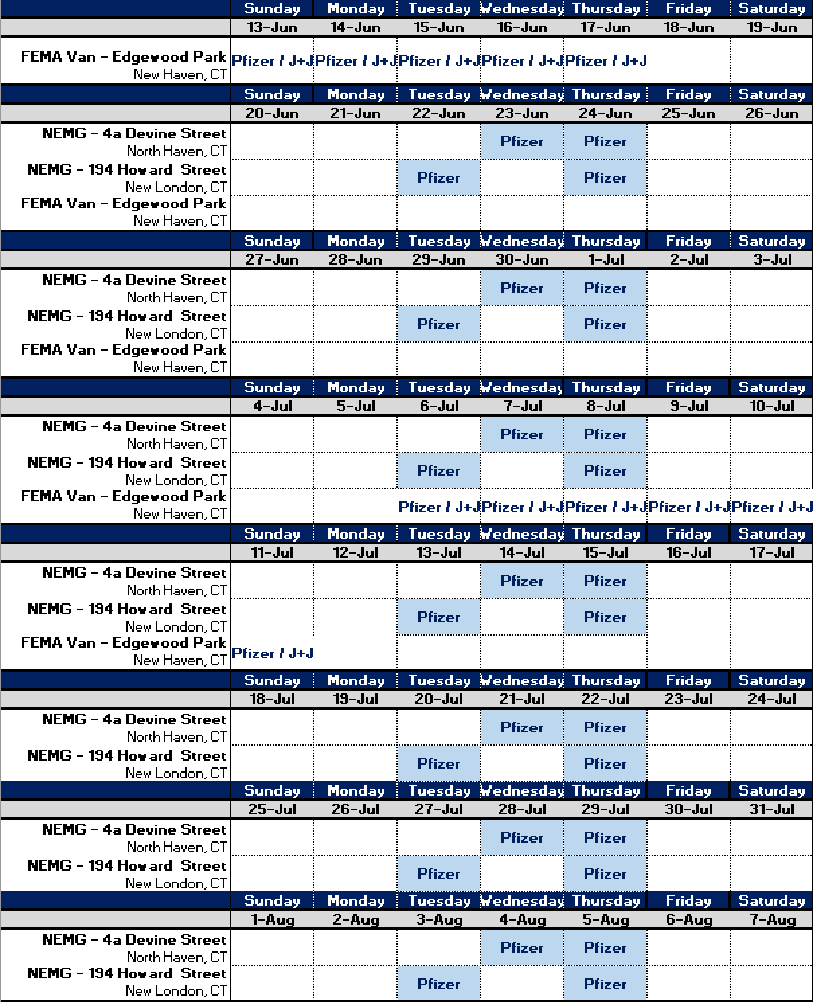 Sunday Monday Tuesday Wednesday Thursday Friday Saturday
13-Jun 14-Jun 15-Jun 16-Jun 17-Jun 18-Jun 19-Jun
FEMA Van - Edgewood Park Pfizer / J+J Pfizer / J+J Pfizer / J+J Pfizer / J+J Pfizer / J+J
New Haven, CT
Sunday Monday Tuesday Wednesday Thursday Friday Saturday
20-Jun 21-Jun 22-Jun 23-Jun 24-Jun 25-Jun 26-Jun
NEMG - 4a Devine Street Pfizer Pfizer
North Haven, CT
NEMG - 194 Howard Street Pfizer Pfizer
New London, CT
FEMA Van - Edgewood Park
New Haven, CT
Sunday Monday Tuesday Wednesday Thursday Friday Saturday
27-Jun 28-Jun 29-Jun 30-Jun 1-Jul 2-Jul 3-Jul
NEMG - 4a Devine Street Pfizer Pfizer
North Haven, CT
NEMG - 194 Howard Street Pfizer Pfizer
New London, CT
FEMA Van - Edgewood Park
New Haven, CT
Sunday Monday Tuesday Wednesday Thursday Friday Saturday
4-Jul 5-Jul 6-Jul 7-Jul 8-Jul 9-Jul 10-Jul
NEMG - 4a Devine Street Pfizer Pfizer
North Haven, CT
NEMG - 194 Howard Street Pfizer Pfizer
New London, CT
FEMA Van - Edgewood Park Pfizer / J+J Pfizer / J+J Pfizer / J+J Pfizer / J+J Pfizer / J+J
New Haven, CT
Sunday Monday Tuesday Wednesday Thursday Friday Saturday
11-Jul 12-Jul 13-Jul 14-Jul 15-Jul 16-Jul 17-Jul
NEMG - 4a Devine Street Pfizer Pfizer
North Haven, CT
NEMG - 194 Howard Street Pfizer Pfizer
New London, CT
FEMA Van - Edgewood Park Pfizer / J+J
New Haven, CT
Sunday Monday Tuesday Wednesday Thursday Friday Saturday
18-Jul 19-Jul 20-Jul 21-Jul 22-Jul 23-Jul 24-Jul
NEMG - 4a Devine Street Pfizer Pfizer
North Haven, CT
NEMG - 194 Howard Street Pfizer Pfizer
New London, CT
Sunday Monday Tuesday Wednesday Thursday Friday Saturday
25-Jul 26-Jul 27-Jul 28-Jul 29-Jul 30-Jul 31-Jul
NEMG - 4a Devine Street Pfizer Pfizer
North Haven, CT
NEMG - 194 Howard Street Pfizer Pfizer
New London, CT
Sunday Monday Tuesday Wednesday Thursday Friday Saturday
1-Aug 2-Aug 3-Aug 4-Aug 5-Aug 6-Aug 7-Aug
NEMG - 4a Devine Street Pfizer Pfizer
North Haven, CT
NEMG - 194 Howard Street Pfizer Pfizer
New London, CT